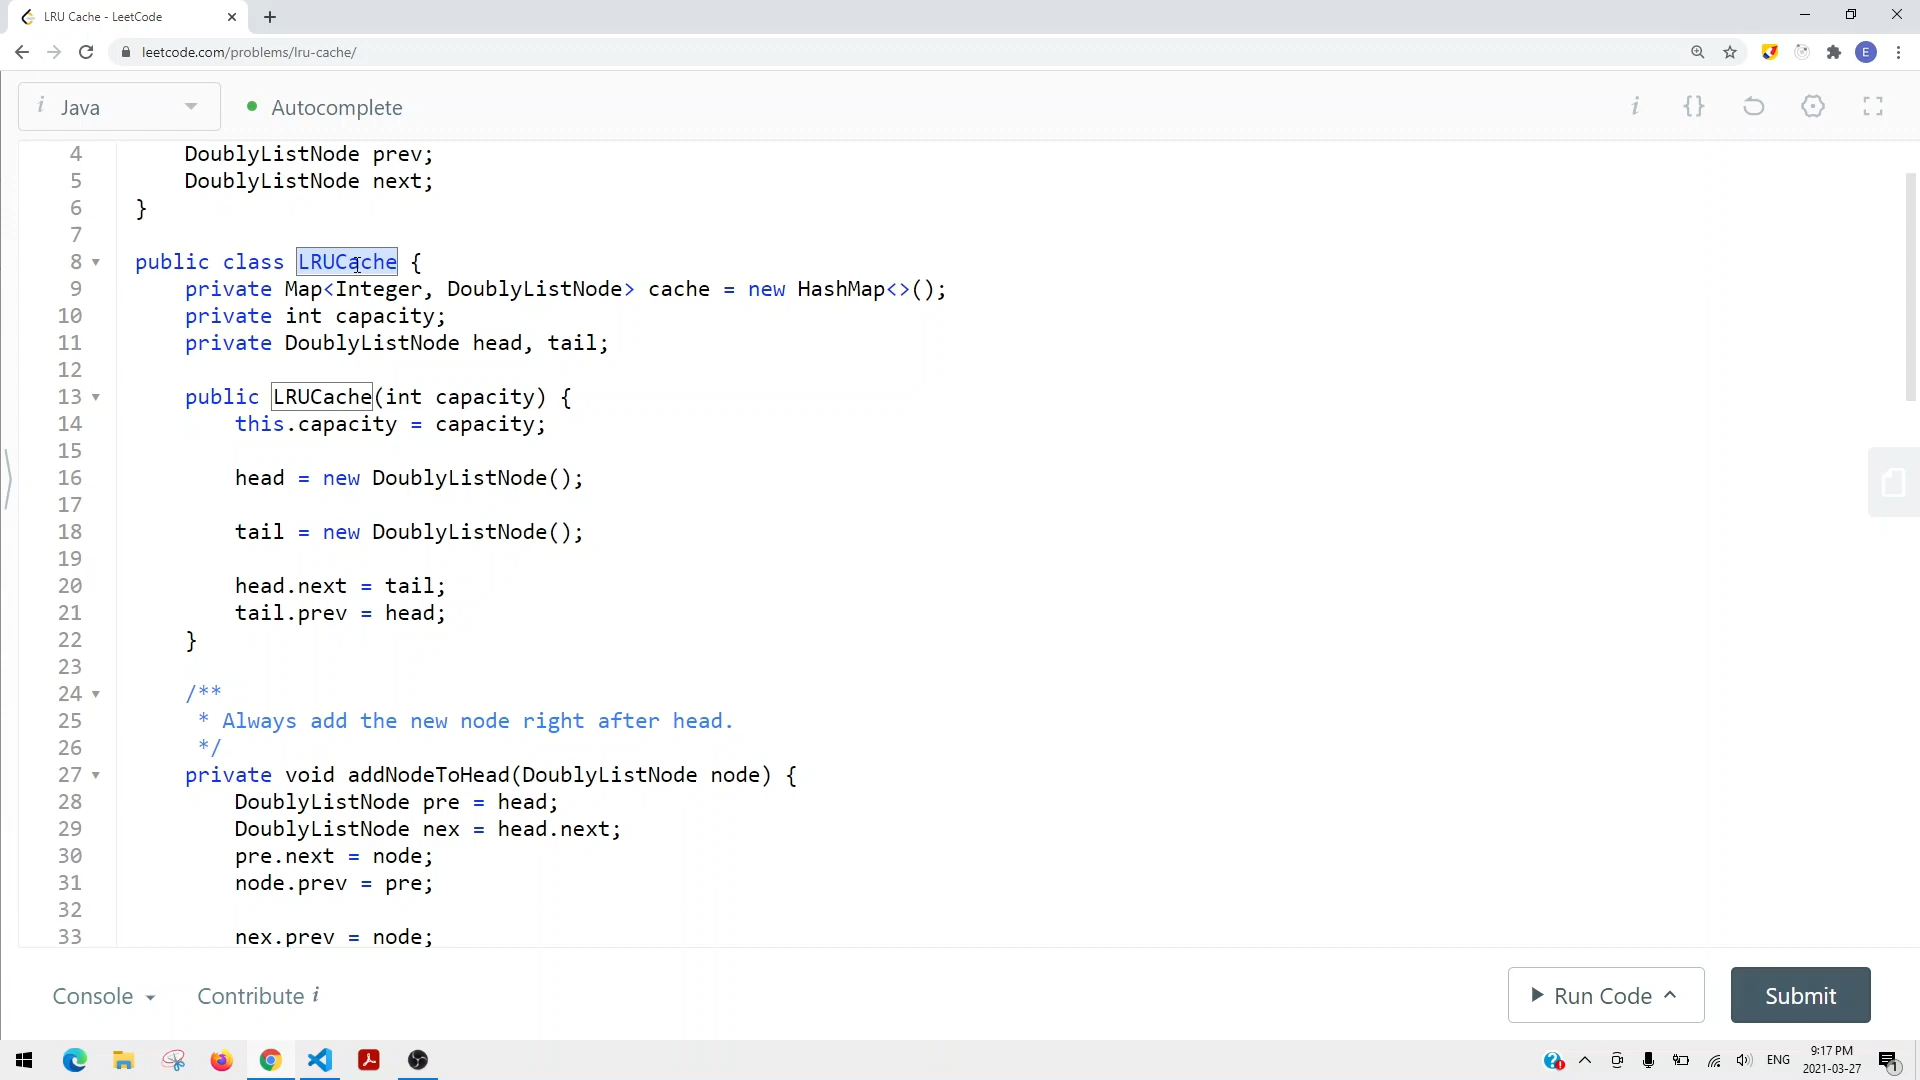 LRU Cache - LeetCode
leetcode.com/problems/lru-cache/
E
i Java
Autocomplete
i {}
4 DoublyListNode prev;
5 DoublyListNode next;
6 }
7
8 public class LRUCache {
9 private Map<Integer, DoublyListNode> cache = new HashMap<>();
10 private int capacity;
11 private DoublyListNode head, tail;
12
13 public LRUCache(int capacity) {
14 this.capacity = capacity;
15
16 head = new DoublyListNode();
17
18 tail = new DoublyListNode();
19
20 head.next = tail;
21 tail.prev = head;
22 }
23
24 /**
25 * Always add the new node right after head.
26 */
27 private void addNodeToHead(DoublyListNode node) {
28 DoublyListNode pre = head;
29 DoublyListNode nex = head.next;
30 pre.next = node;
31 node.prev = pre;
32
33 nex.prev = node;
Console Contribute i Run Code Submit
ENG 9:17 PM
2021-03-27
1